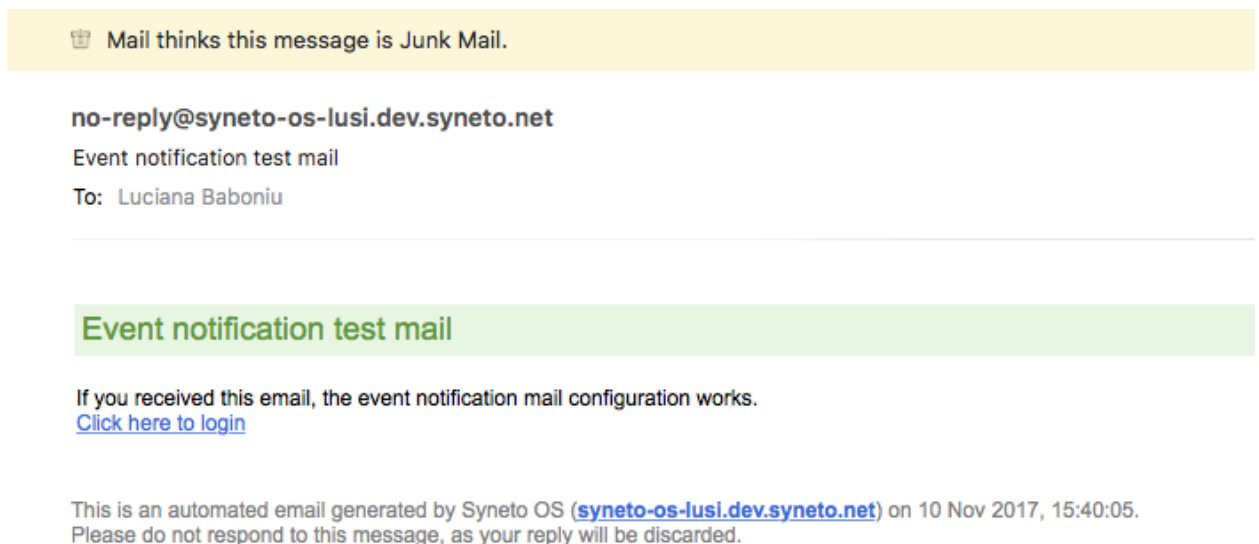 Mail thinks this message is Junk Mail.
no-reply@syneto-os-lusi.dev.syneto.net
Event notification test mail
To: Luciana Baboniu
Event notification test mail
If you received this email, the event notification mail configuration works.
Click here to login
This is an automated email generated by Syneto OS (syneto-os-lusi.dev.syneto.net) on 10 Nov 2017, 15:40:05.
Please do not respond to this message, as your reply will be discarded.